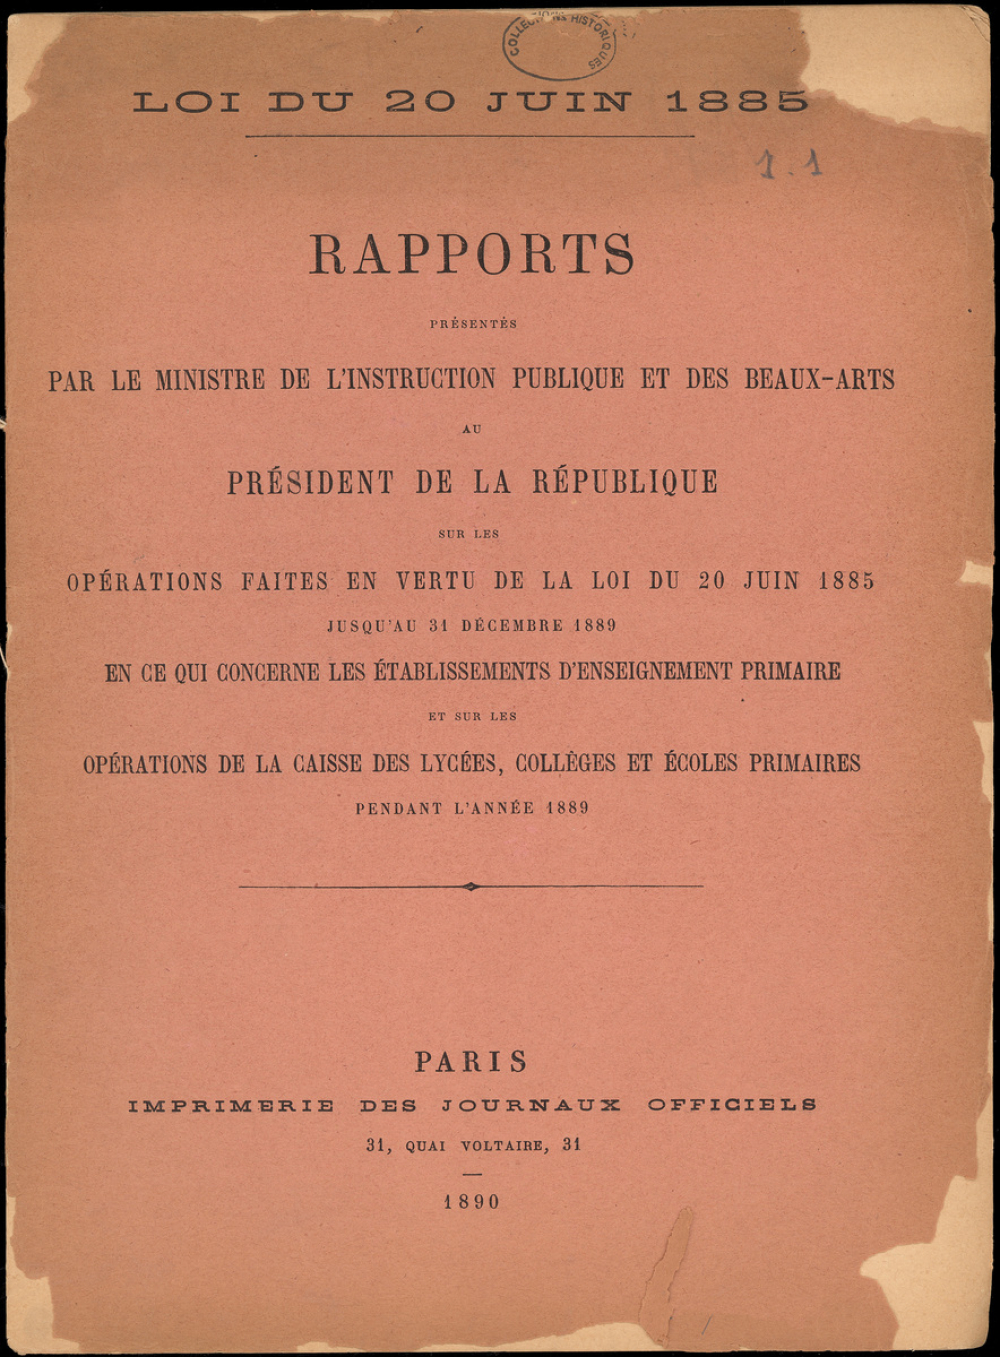 COLLECTIONS HISTORIQUES
LOI DU 20 JUIN 1885
1.1
RAPPORTS
PRÉSENTÉS
PAR LE MINISTRE DE L'INSTRUCTION PUBLIQUE ET DES BEAUX-ARTS
AU
PRÉSIDENT DE LA RÉPUBLIQUE
SUR LES
OPÉRATIONS FAITES EN VERTU DE LA LOI DU 20 JUIN 1885
JUSQU'AU 31 DÉCEMBRE 1889
EN CE QUI CONCERNE LES ÉTABLISSEMENTS D'ENSEIGNEMENT PRIMAIRE
ET SUR LES
OPÉRATIONS DE LA CAISSE DES LYCÉES, COLLÈGES ET ÉCOLES PRIMAIRES
PENDANT L'ANNÉE 1889
PARIS
IMPRIMERIE DES JOURNAUX OFFICIELS
31, QUAI VOLTAIRE, 31
1890